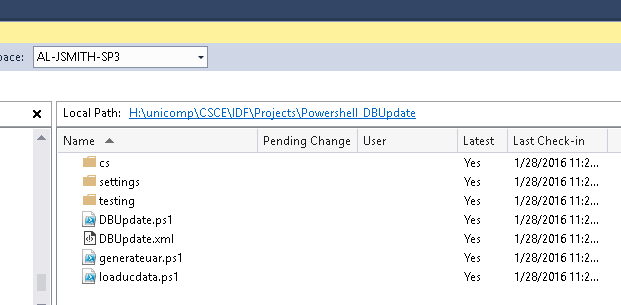 pace: AL-JSMITH-SP3
Local Path: H:\unicomp\CSCE\IDF\Projects\Powershell_DBUpdate
Name Pending Change User Latest Last Check-in
cs Yes 1/28/2016 11:2...
settings Yes 1/28/2016 11:2...
testing Yes 1/28/2016 11:2...
DBUpdate.ps1 Yes 1/28/2016 11:2...
DBUpdate.xml Yes 1/28/2016 11:2...
generateuar.ps1 Yes 1/28/2016 11:2...
loaducdata.ps1 Yes 1/28/2016 11:2...